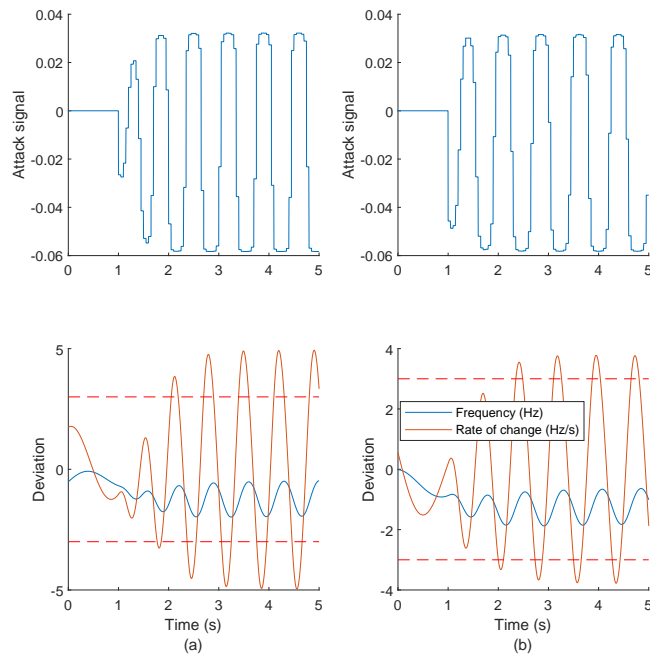 Attack signal
0.04
0.02
0
-0.02
-0.04
-0.06
0 1 2 3 4 5
Attack signal
0.04
0.02
0
-0.02
-0.04
-0.06
0 1 2 3 4 5
Deviation
5
0
-5
0 1 2 3 4 5
Time (s)
(a)
Deviation
4
2
0
-2
-4
Frequency (Hz)
Rate of change (Hz/s)
0 1 2 3 4 5
Time (s)
(b)